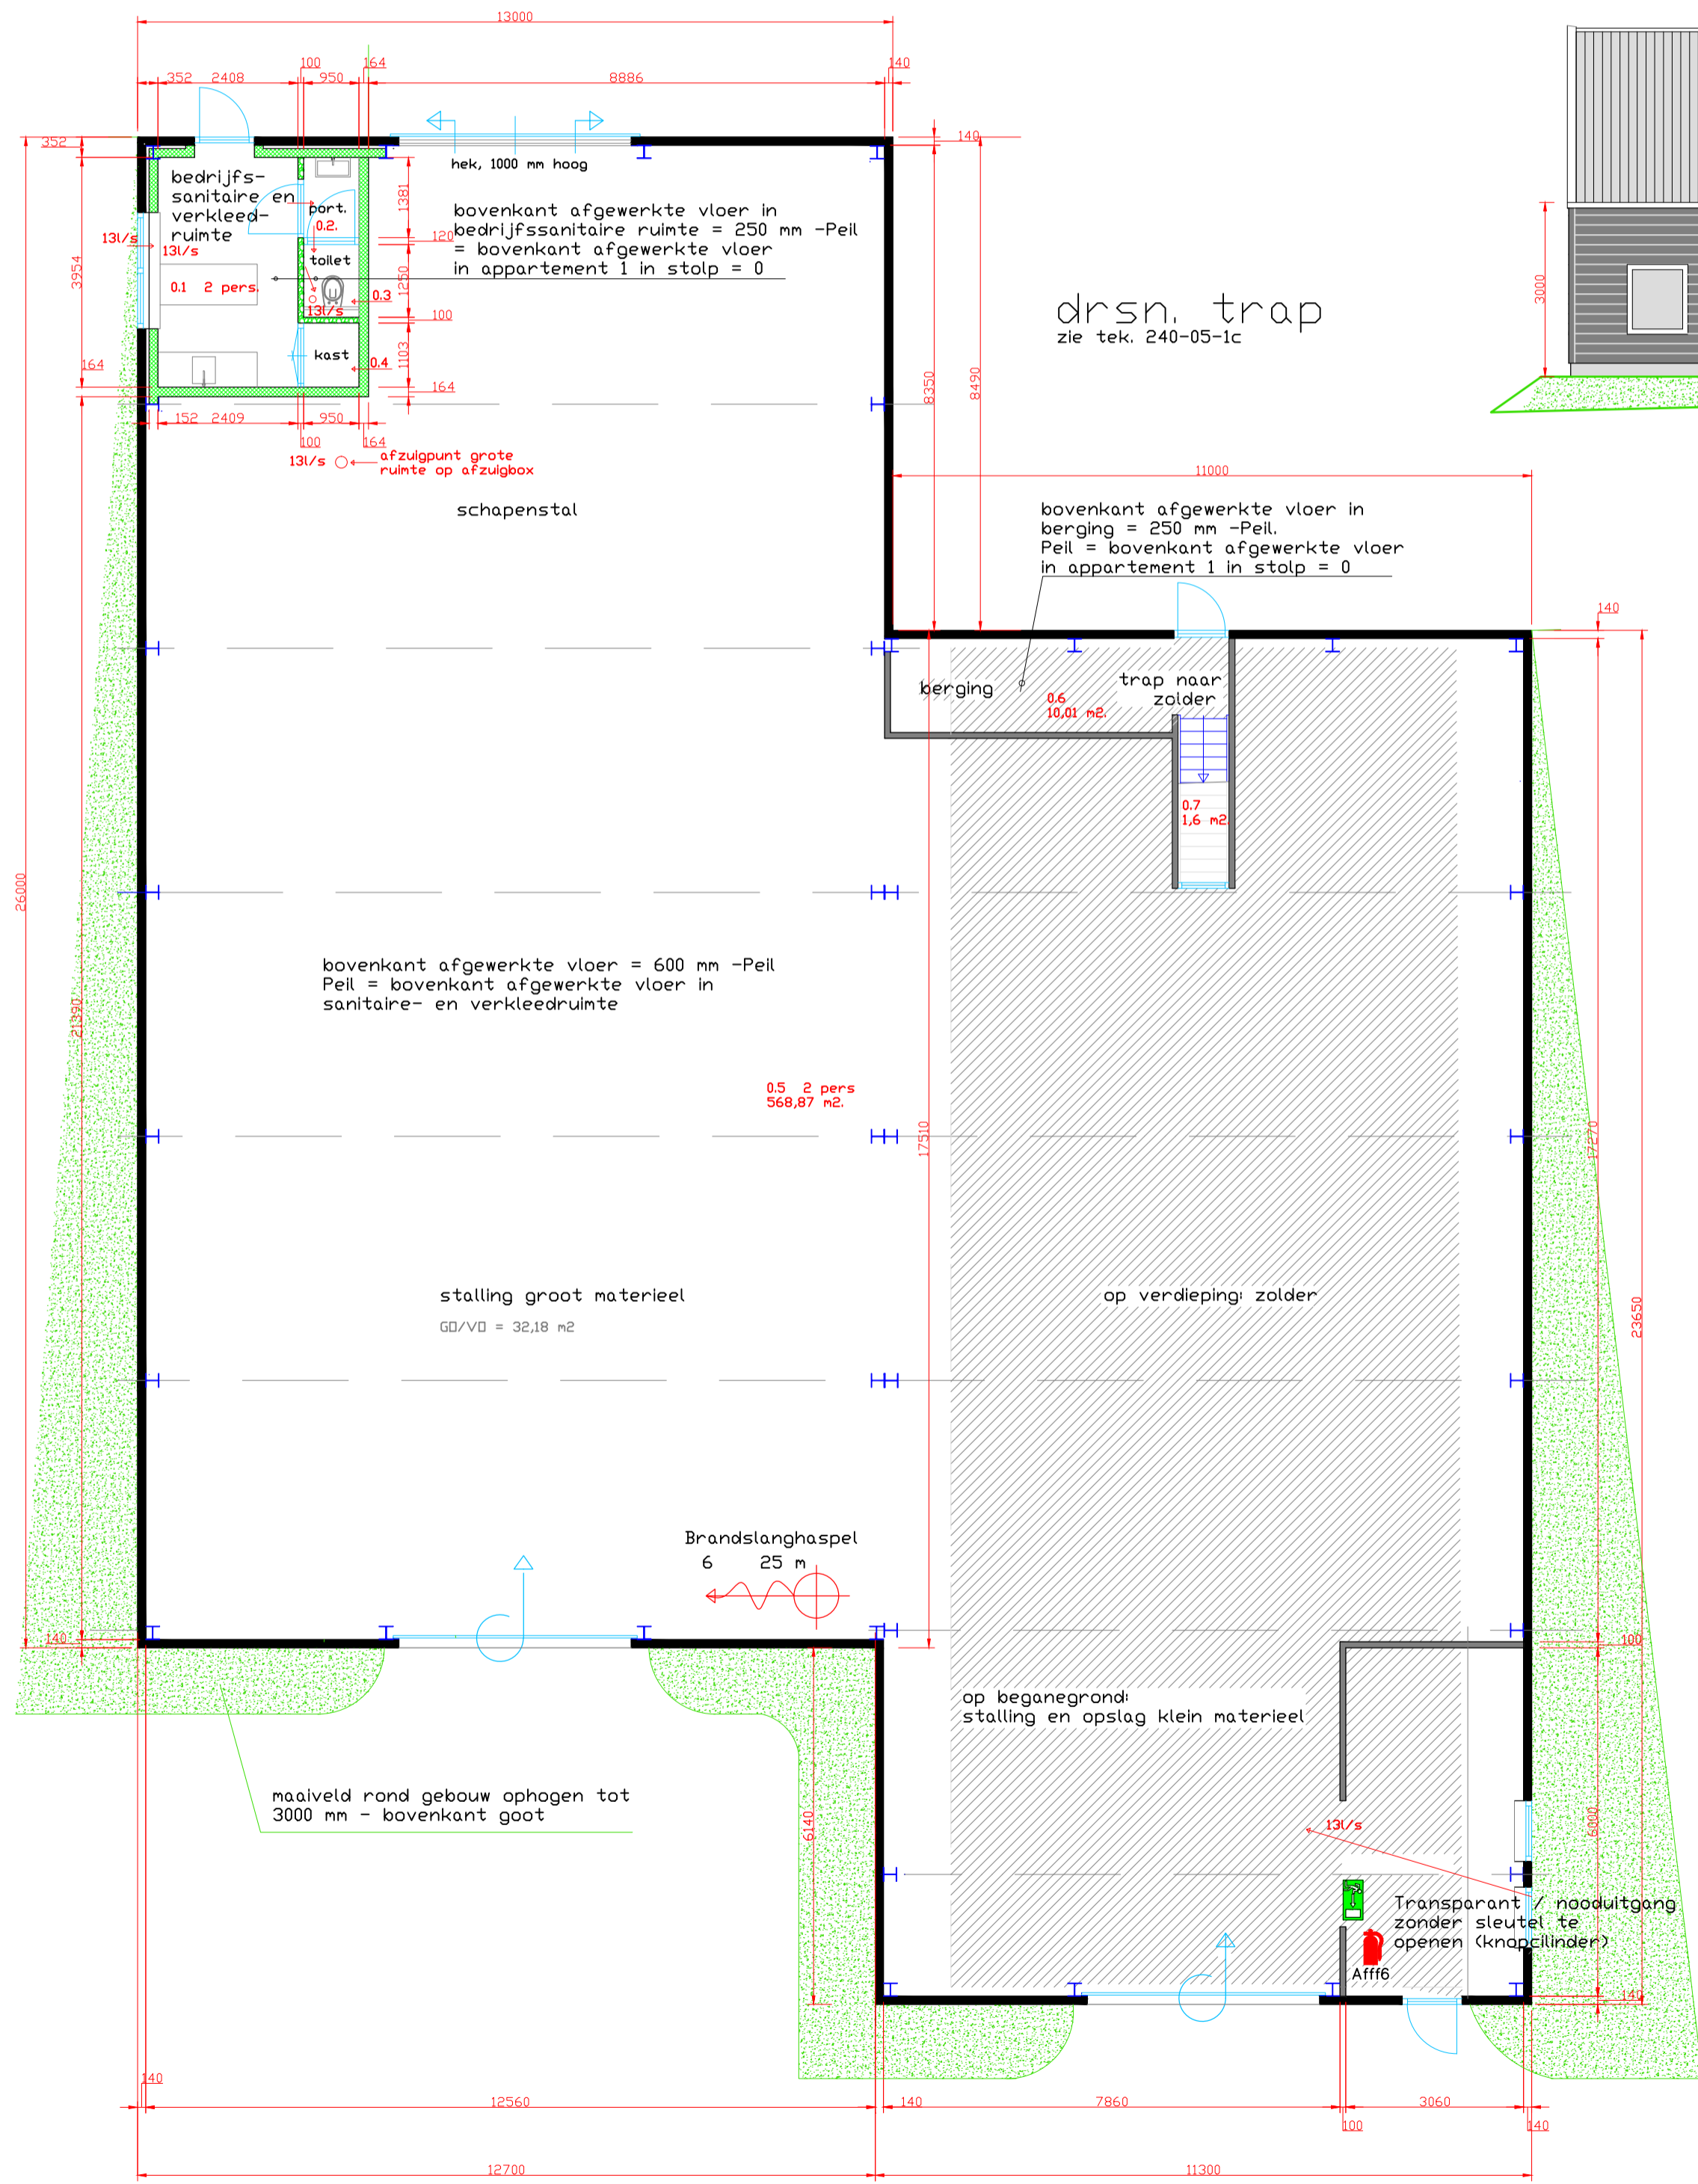 13000
352
2408
100
950
164
8886
140
352
140
hek, 1000 mm hoog
bedrijfs-
sanitaire en
verkleed-
ruimte
port.
0.2.
1381
bovenkant afgewerkte vloer in
bedrijfssanitaire ruimte = 250 mm -Peil
= bovenkant afgewerkte vloer
in appartement 1 in stolp = 0
13l/s
13l/s
120
toilet
3954
0.1 2 pers.
1250
0.3
13l/s
100
kast
0.4
1103
164
164
152
2409
950
100
164
13l/s
afzuigpunt grote
ruimte op afzuigbox
8350
8490
drsn. trap
zie tek. 240-05-1c
3000
11000
schapenstal
bovenkant afgewerkte vloer in
berging = 250 mm -Peil.
Peil = bovenkant afgewerkte vloer
in appartement 1 in stolp = 0
140
berging
0.6
10,01 m2.
trap naar
zolder
0.7
1,6 m2.
26000
21390
bovenkant afgewerkte vloer = 600 mm -Peil
Peil = bovenkant afgewerkte vloer in
sanitaire- en verkleedruimte
0.5 2 pers
568,87 m2.
17510
17270
23650
stalling groot materieel
GO/VO = 32,18 m2
op verdieping: zolder
Brandslanghaspel
6 25 m
140
100
op beganegrond:
stalling en opslag klein materieel
maaiveld rond gebouw ophogen tot
3000 mm - bovenkant goot
6140
6000
13l/s
Transparant / nooduitgang
zonder sleutel te
openen (knopcilinder)
Afff6
140
140
12560
140
7860
3060
100
140
12700
11300